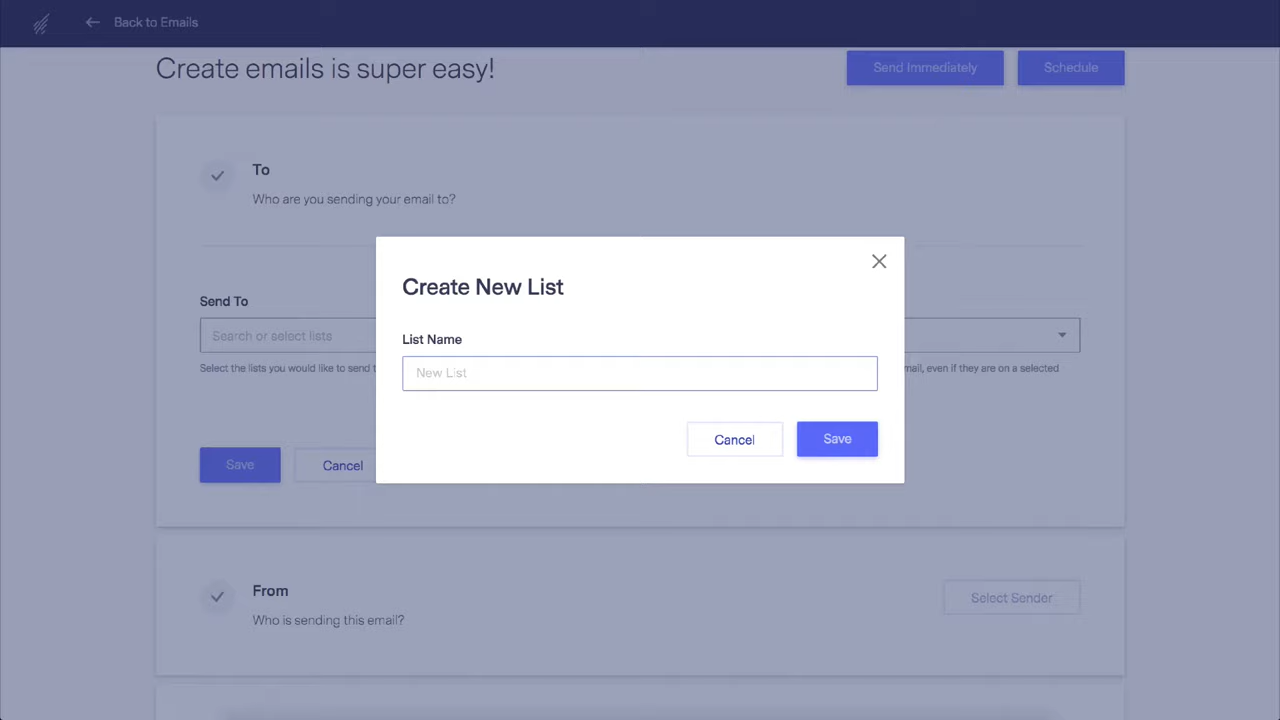 Back to Emails
Create emails is super easy!
Send Immediately
Schedule
To
Who are you sending your email to?
Create New List
Send To
List Name
Search or select lists
New List
Select the lists you would like to send t
mail, even if they are on a selected
Cancel
Save
Save
Cancel
From
Who is sending this email?
Select Sender